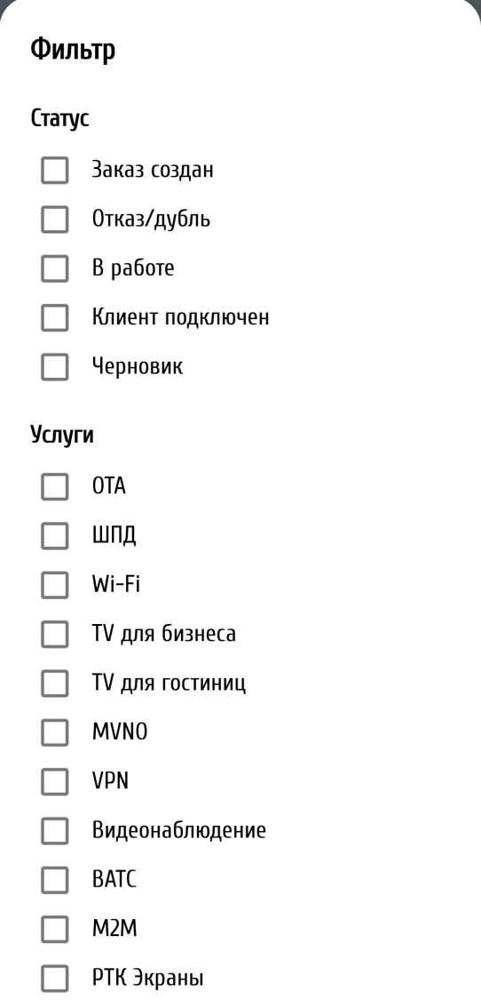 Фильтр
Статус
Заказ создан
Отказ/дубль
В работе
Клиент подключен
Черновик
Услуги
ОТА
ШПД
Wi-Fi
TV для бизнеса
TV для гостиниц
MVNO
VPN
Видеонаблюдение
ВАТС
M2M
РТК Экраны